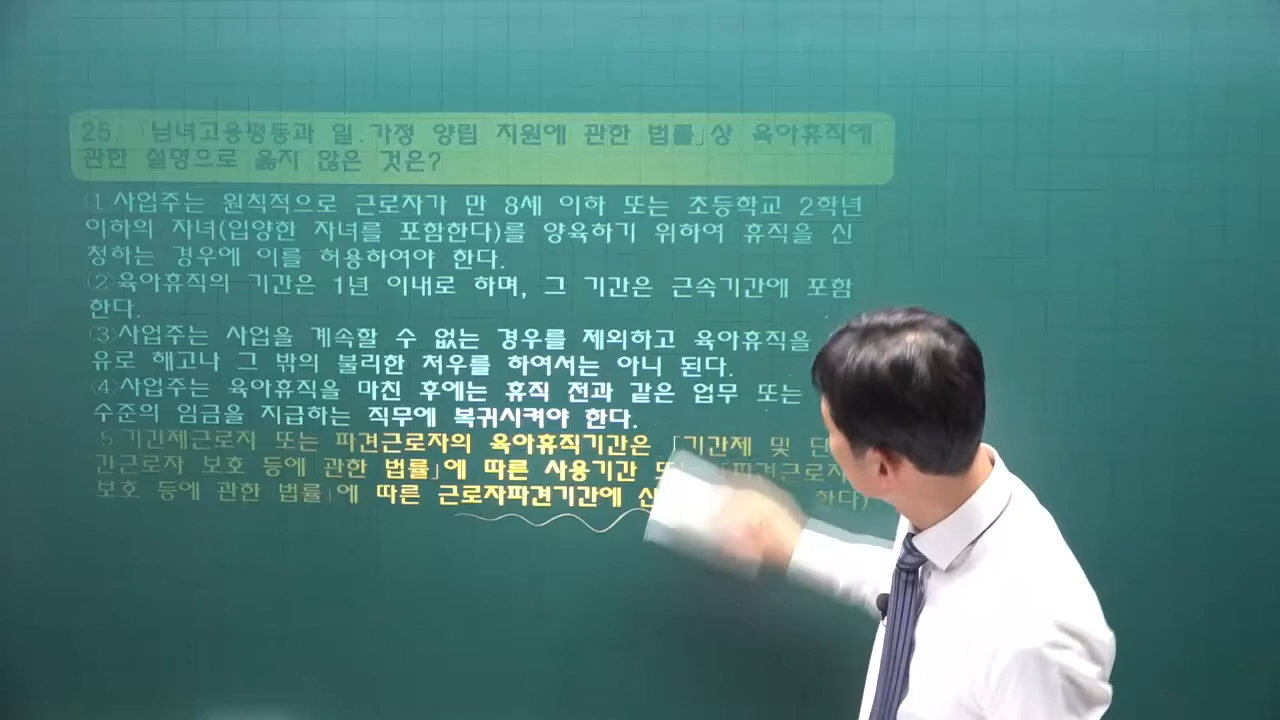 25. 「남녀고용평등과 일.가정 양립 지원에 관한 법률」상 육아휴직에
관한 설명으로 옳지 않은 것은?
(1 사업주는 원칙적으로 근로자가 만 8세 이하 또는 초등학교 2학년
이하의 자녀(입양한 자녀를 포함한다)를 양육하기 위하여 휴직을 신
청하는 경우에 이를 허용하여야 한다.
(2)육아휴직의 기간은 1년 이내로 하며, 그 기간은 근속기간에 포함
한다.
(3)사업주는 사업을 계속할 수 없는 경우를 제외하고 육아휴직을
유로 해고나 그 밖의 불리한 처우를 하여서는 아니 된다.
(4)사업주는 육아휴직을 마친 후에는 휴직 전과 같은 업무 또는
수준의 임금을 지급하는 직무에 복귀시켜야 한다.
5 기간제근로자 또는 파견근로자의 육아휴직기간은 「기간제 및 단
간근로자 보호 등에 관한 법률」에 따른 사용기간 또 「파견근로자
보호 등에 관한 법률」에 따른 근로자파견기간에 산 한다)